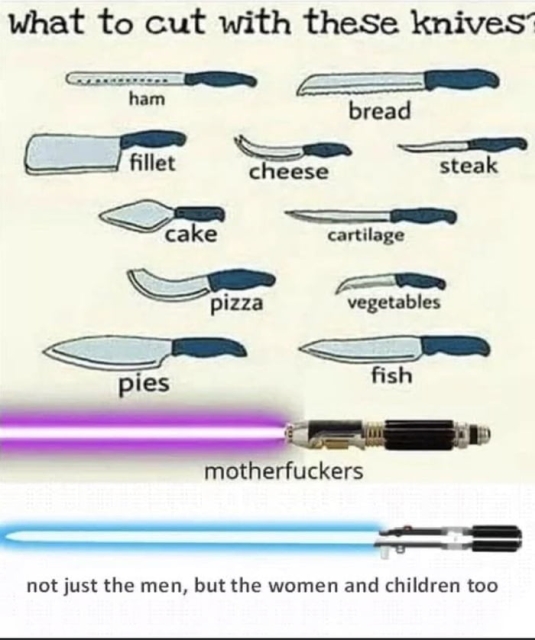 what to cut with these knives?
ham
bread
fillet
cheese
steak
cake
cartilage
pizza
vegetables
pies
fish
motherfuckers
not just the men, but the women and children too